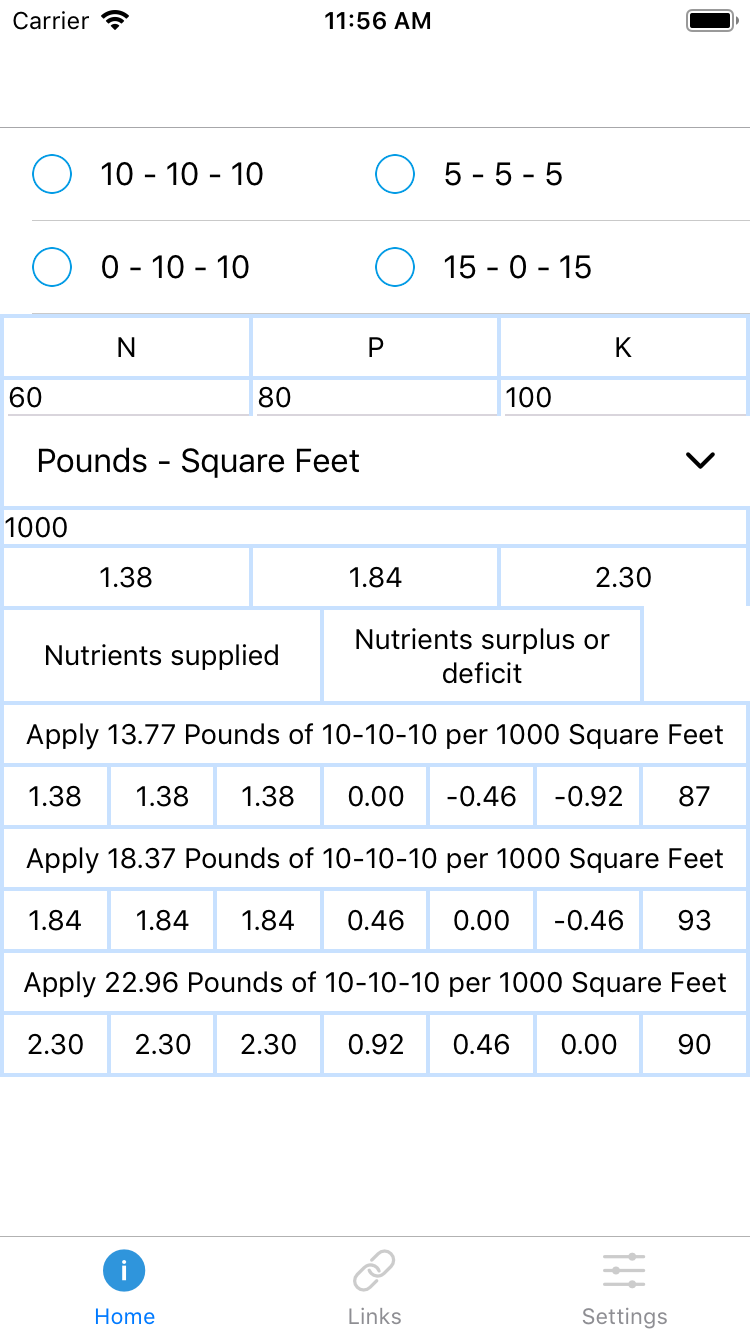 Carrier 11:56 AM
10 - 10 - 10 5 - 5 - 5
0 - 10 - 10 15 - 0 - 15
N P K
60 80 100
Pounds - Square Feet
1000
1.38 1.84 2.30
Nutrients supplied Nutrients surplus or
deficit
Apply 13.77 Pounds of 10-10-10 per 1000 Square Feet
1.38 1.38 1.38 0.00 -0.46 -0.92 87
Apply 18.37 Pounds of 10-10-10 per 1000 Square Feet
1.84 1.84 1.84 0.46 0.00 -0.46 93
Apply 22.96 Pounds of 10-10-10 per 1000 Square Feet
2.30 2.30 2.30 0.92 0.46 0.00 90
Home Links Settings